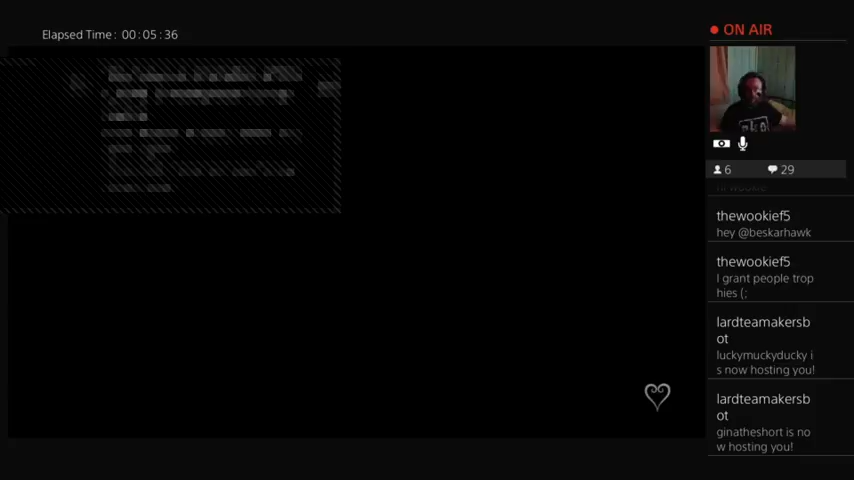 Elapsed Time: 00:05:36
ON AIR
6
29
thewookief5
hey @beskarhawk
thewookief5
I grant people trop
hies (;
lardteamakersb
ot
luckymuckyducky i
s now hosting you!
lardteamakersb
ot
ginatheshort is no
w hosting you!